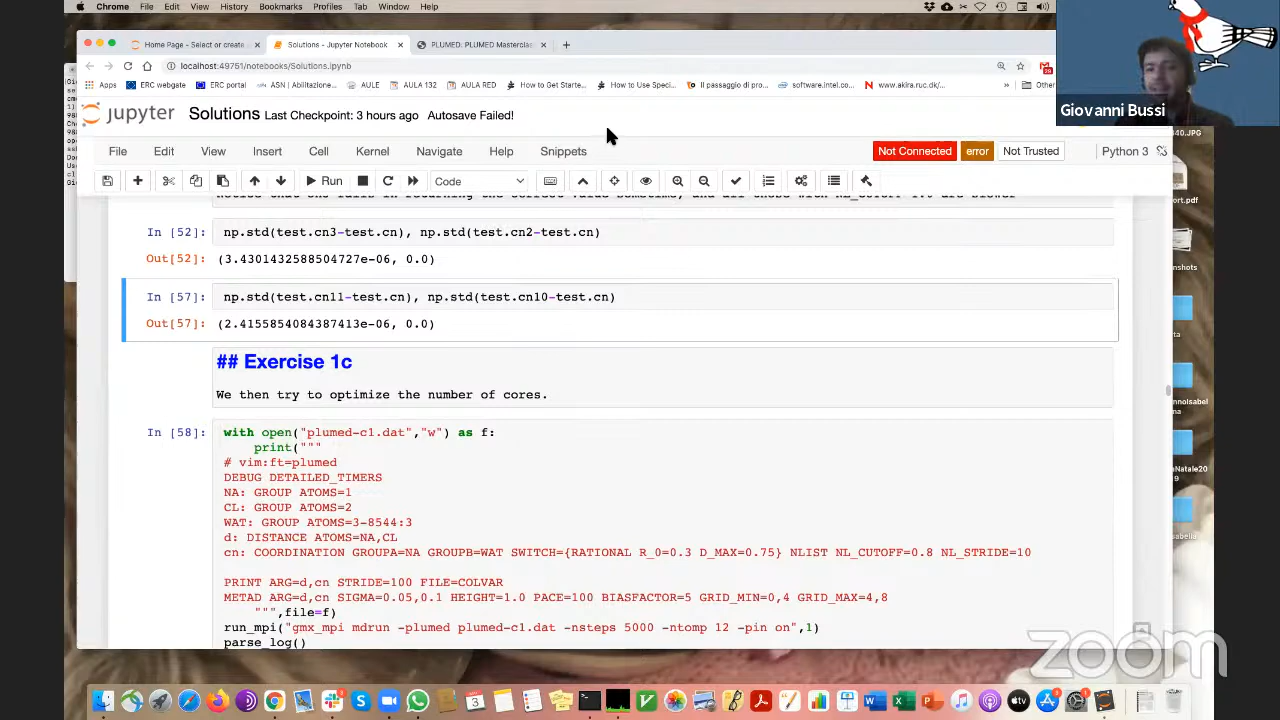 Chrome File Edit View History Bookmarks Profiles Tab Window Help
Home Page - Select or create
Solutions - Jupyter Notebook
PLUMED: PLUMED Masterclas
localhost:49751/notebooks/Solutions.ipynb
Apps ERC webgate ERC portal ASN | Abilitazione... AULE AULA 132 AULA How to Get Starte... How to Use Speci... Il passaggio di pro... software.intel.co... www.akira.ruc.dk/... » Other
Giovanni Bussi
jupyter Solutions Last Checkpoint: 3 hours ago Autosave Failed!
File Edit View Insert Cell Kernel Navigate Help Snippets
Not Connected error Not Trusted Python 3
Run Code
In [52]: np.std(test.cn3-test.cn), np.std(test.cn2-test.cn)
Out[52]: (3.4301432588504727e-06, 0.0)
In [57]: np.std(test.cn11-test.cn), np.std(test.cn10-test.cn)
Out[57]: (2.4155854084387413e-06, 0.0)
## Exercise 1c
We then try to optimize the number of cores.
In [58]: with open("plumed-c1.dat","w") as f:
print("""
# vim:ft=plumed
DEBUG DETAILED_TIMERS
NA: GROUP ATOMS=1
CL: GROUP ATOMS=2
WAT: GROUP ATOMS=3-8544:3
d: DISTANCE ATOMS=NA,CL
cn: COORDINATION GROUPA=NA GROUPB=WAT SWITCH={RATIONAL R_0=0.3 D_MAX=0.75} NLIST NL_CUTOFF=0.8 NL_STRIDE=10
PRINT ARG=d,cn STRIDE=100 FILE=COLVAR
METAD ARG=d,cn SIGMA=0.05,0.1 HEIGHT=1.0 PACE=100 BIASFACTOR=5 GRID_MIN=0,4 GRID_MAX=4,8
""",file=f)
run_mpi("gmx_mpi mdrun -plumed plumed-c1.dat -nsteps 5000 -ntomp 12 -pin on",1)
parse_log()
zoom